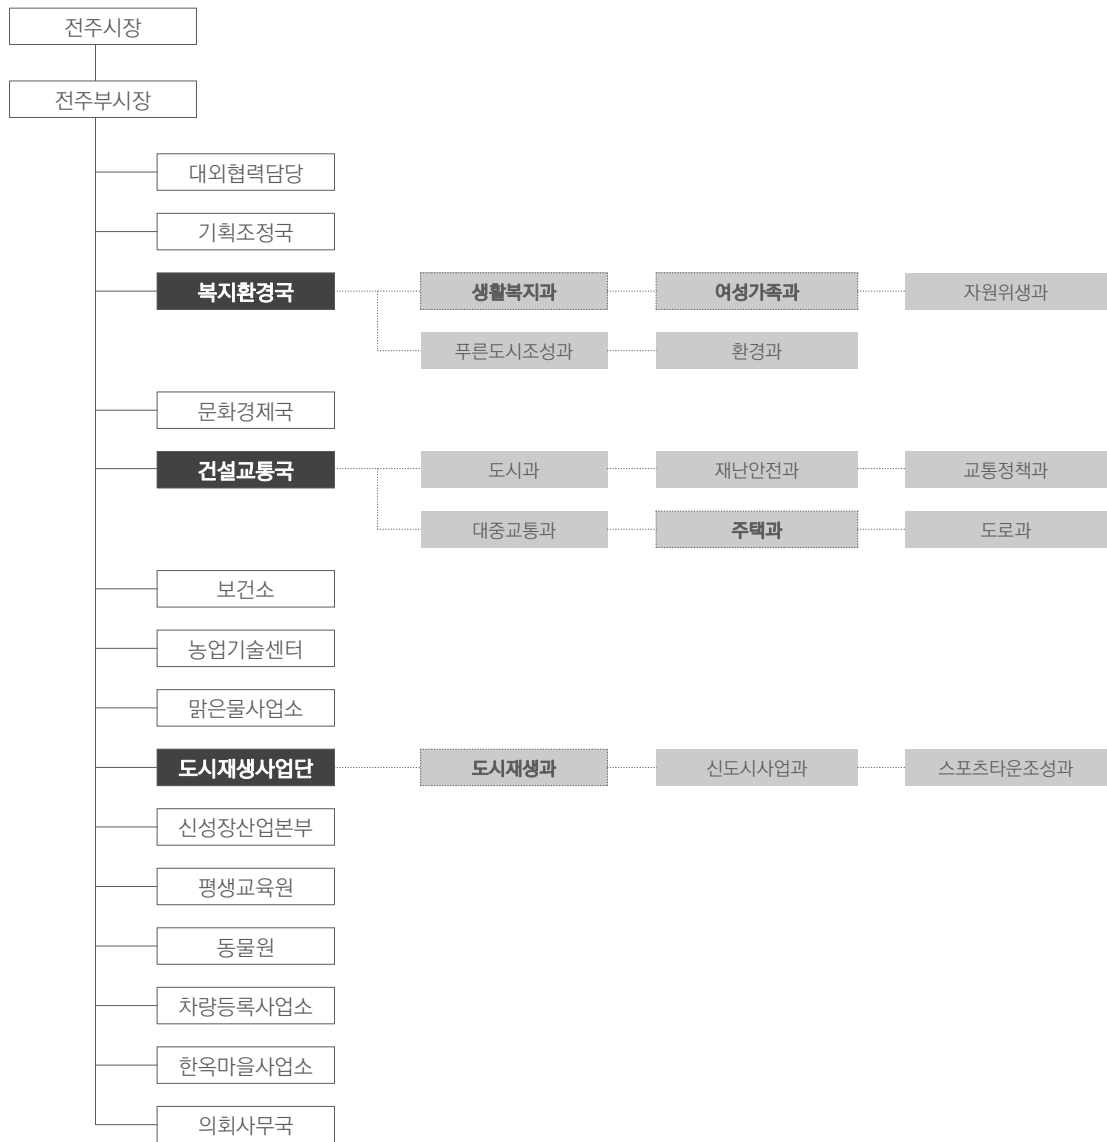 전주시장
전주부시장
대외협력담당
기획조정국
복지환경국 생활복지과 여성가족과 자원위생과
푸른도시조성과 환경과
문화경제국
건설교통국 도시과 재난안전과 교통정책과
대중교통과 주택과 도로과
보건소
농업기술센터
맑은물사업소
도시재생사업단 도시재생과 신도시사업과 스포츠타운조성과
신성장산업본부
평생교육원
동물원
차량등록사업소
한옥마을사업소
의회사무국